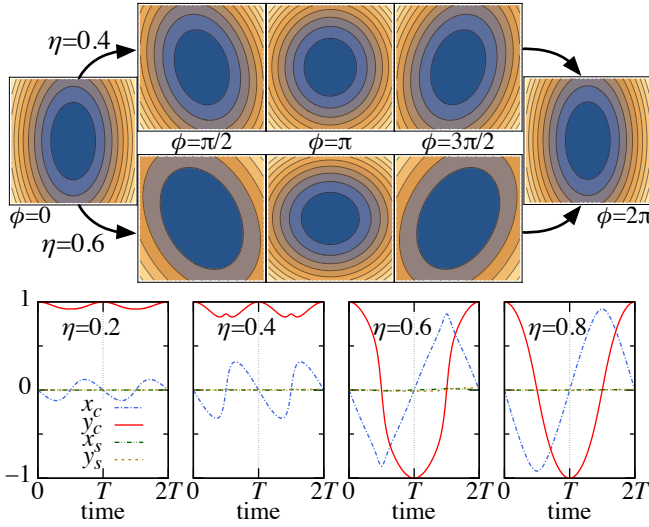 η=0.4
ϕ=π/2 ϕ=π ϕ=3π/2
ϕ=0 ϕ=2π
η=0.6
1 η=0.2 η=0.4 η=0.6 η=0.8
0
x_c
y_c
x_s
y_s
−1
0 T 2T 0 T 2T 0 T 2T 0 T 2T
time time time time